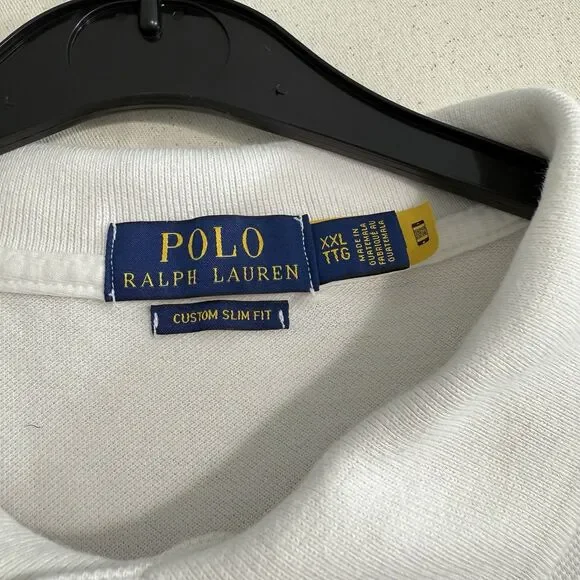 POLO
RALPH LAUREN
CUSTOM SLIM FIT
XXL
TTG
MADE IN
GUATEMALA
FABRIQUÉ AU
GUATEMALA